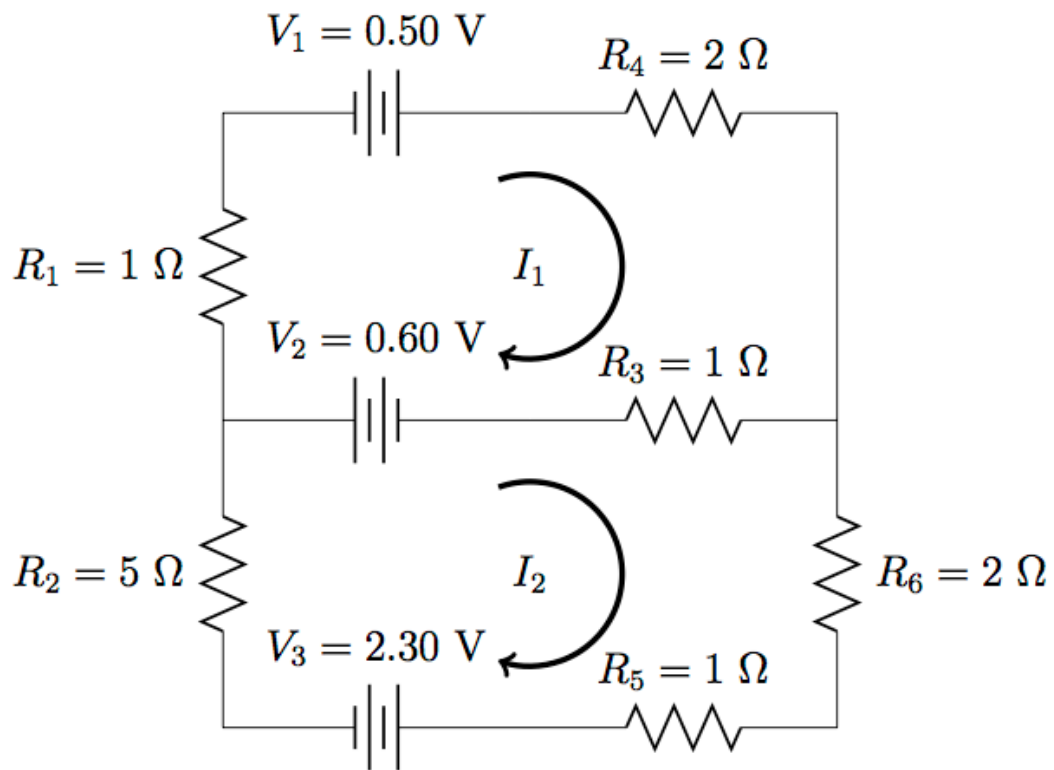 V₁ = 0.50 V
R₄ = 2 Ω
R₁ = 1 Ω
I₁
V₂ = 0.60 V
R₃ = 1 Ω
R₂ = 5 Ω
I₂
R₆ = 2 Ω
V₃ = 2.30 V
R₅ = 1 Ω